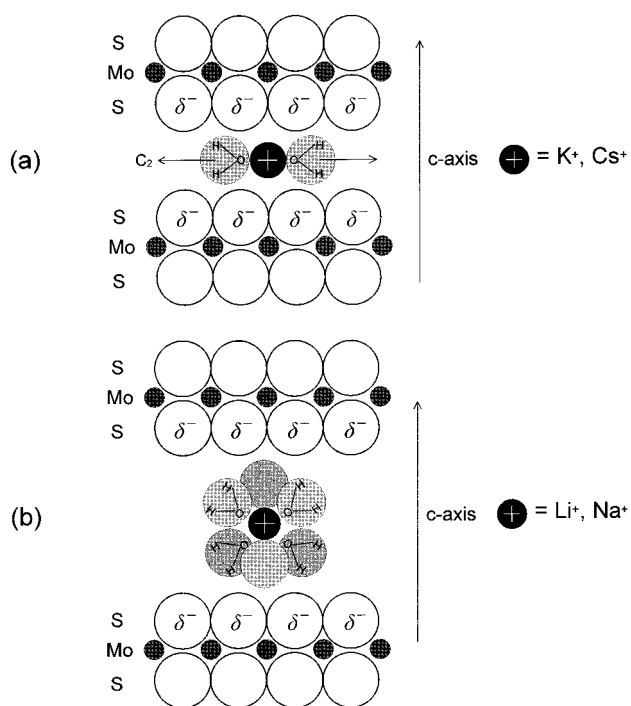 S
Mo
S δ⁻ δ⁻ δ⁻ δ⁻
(a) C₂ H O H + H O H c-axis + = K⁺, Cs⁺
S δ⁻ δ⁻ δ⁻ δ⁻
Mo
S
S
Mo
S δ⁻ δ⁻ δ⁻ δ⁻
H H
H O O H
(b) + c-axis + = Li⁺, Na⁺
H O O H
H H
S δ⁻ δ⁻ δ⁻ δ⁻
Mo
S